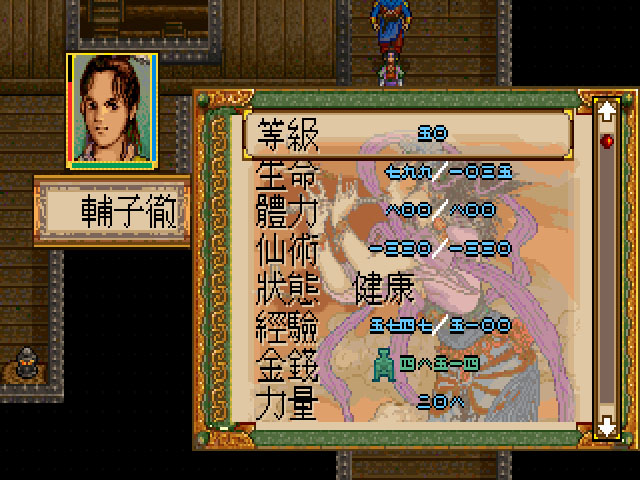 輔子徹
等級 五〇
生命 七九九／一〇三五
體力 八〇〇／八〇〇
仙術 一三三〇／一三三〇
狀態 健康
經驗 五七四七／五一〇〇
金錢 四八五一四
力量 三〇八